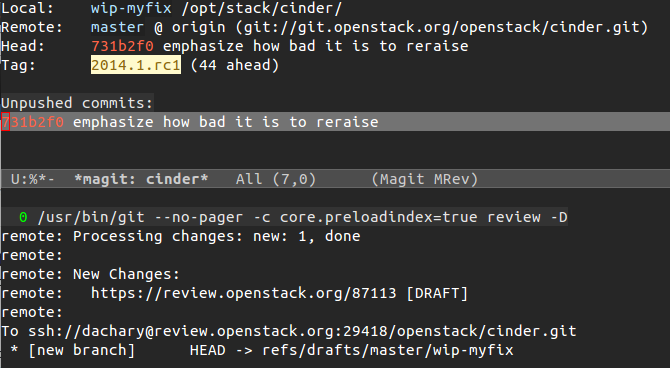 Local:    wip-myfix /opt/stack/cinder/
Remote:   master @ origin (git://git.openstack.org/openstack/cinder.git)
Head:     731b2f0 emphasize how bad it is to reraise
Tag:      2014.1.rc1 (44 ahead)
Unpushed commits:
731b2f0 emphasize how bad it is to reraise
U:%*-  *magit: cinder*   All (7,0)      (Magit MRev)
0 /usr/bin/git --no-pager -c core.preloadindex=true review -D
remote: Processing changes: new: 1, done
remote:
remote: New Changes:
remote:   https://review.openstack.org/87113 [DRAFT]
remote:
To ssh://dachary@review.openstack.org:29418/openstack/cinder.git
* [new branch]      HEAD -> refs/drafts/master/wip-myfix